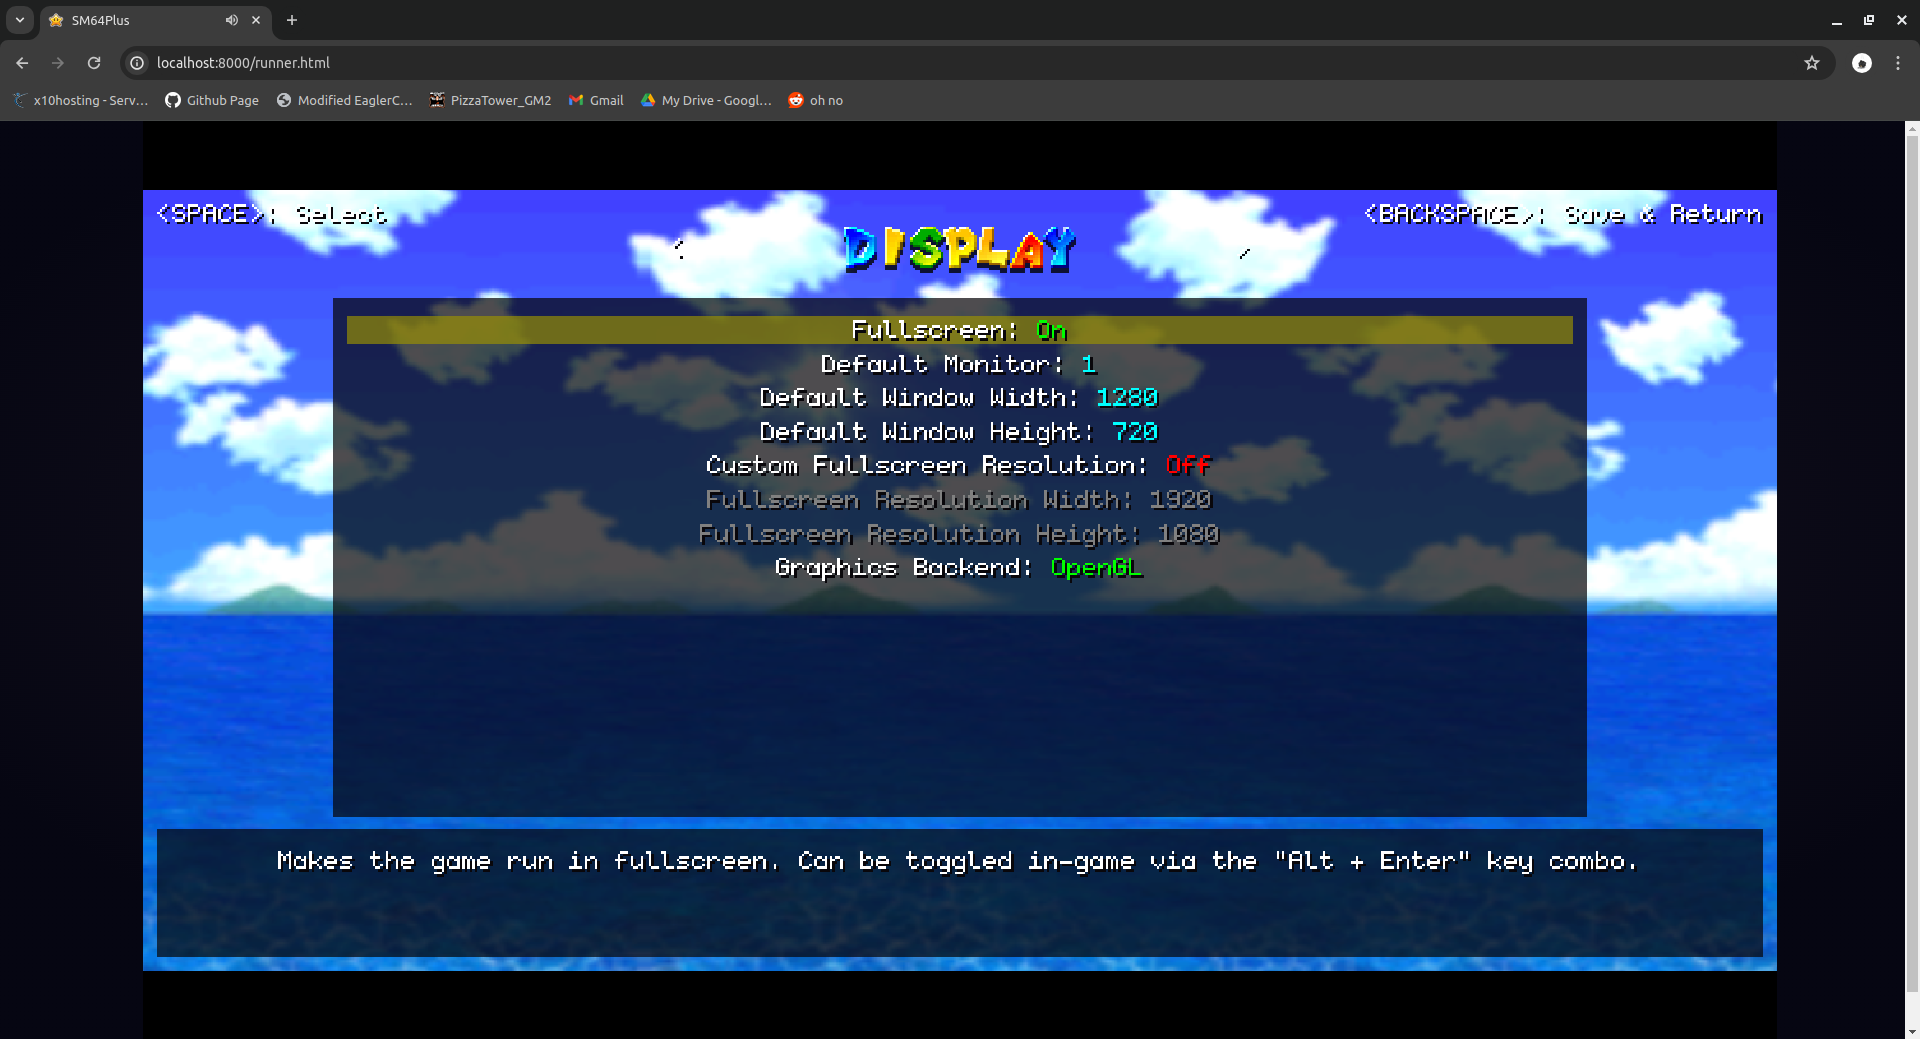 SM64Plus
localhost:8000/runner.html
x10hosting - Serv...
Github Page
Modified EaglerC...
PizzaTower_GM2
Gmail
My Drive - Googl...
oh no
<SPACE>: Select
<BACKSPACE>: Save & Return
DISPLAY
Fullscreen: On
Default Monitor: 1
Default Window Width: 1280
Default Window Height: 720
Custom Fullscreen Resolution: Off
Fullscreen Resolution Width: 1920
Fullscreen Resolution Height: 1080
Graphics Backend: OpenGL
Makes the game run in fullscreen. Can be toggled in-game via the "Alt + Enter" key combo.